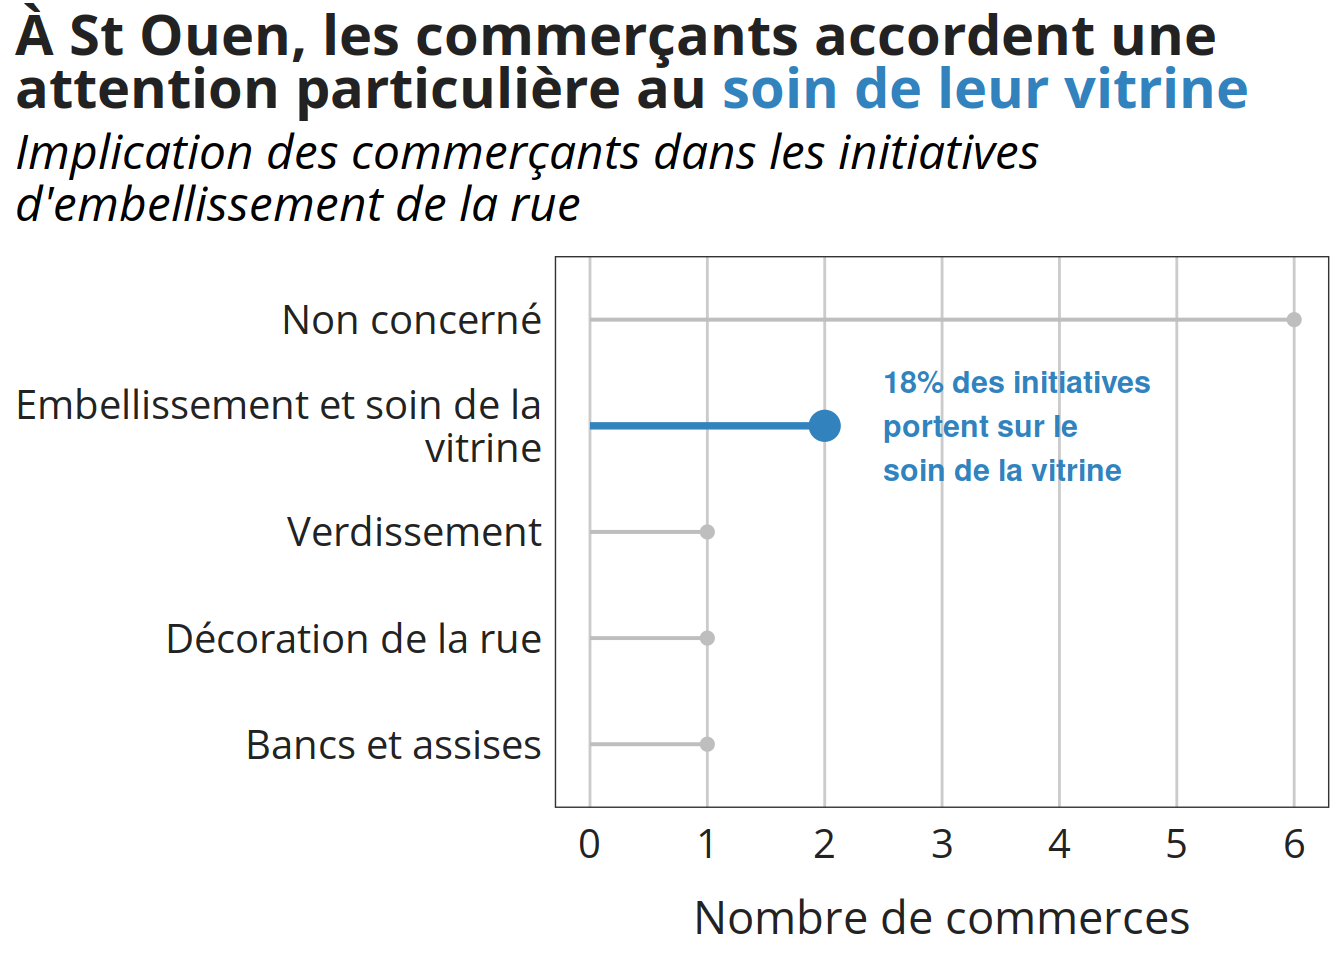 À St Ouen, les commerçants accordent une
attention particulière au soin de leur vitrine
Implication des commerçants dans les initiatives
d'embellissement de la rue
Non concerné
Embellissement et soin de la
vitrine
18% des initiatives
portent sur le
soin de la vitrine
Verdissement
Décoration de la rue
Bancs et assises
0 1 2 3 4 5 6
Nombre de commerces